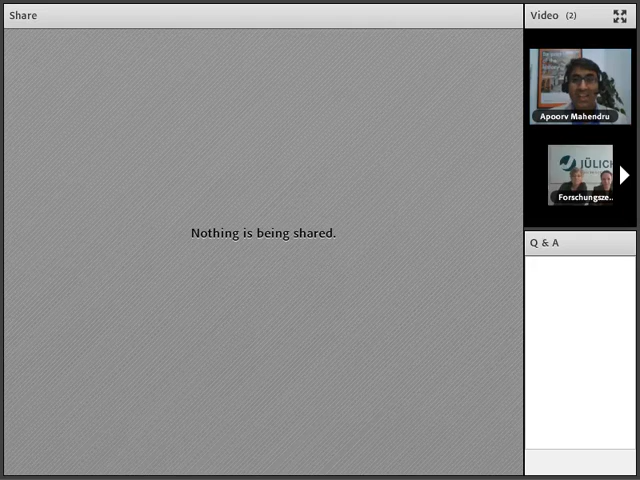 Share
Video (2)
Apoorv Mahendru
JÜLICH
Forschungsze..
Nothing is being shared.
Q & A